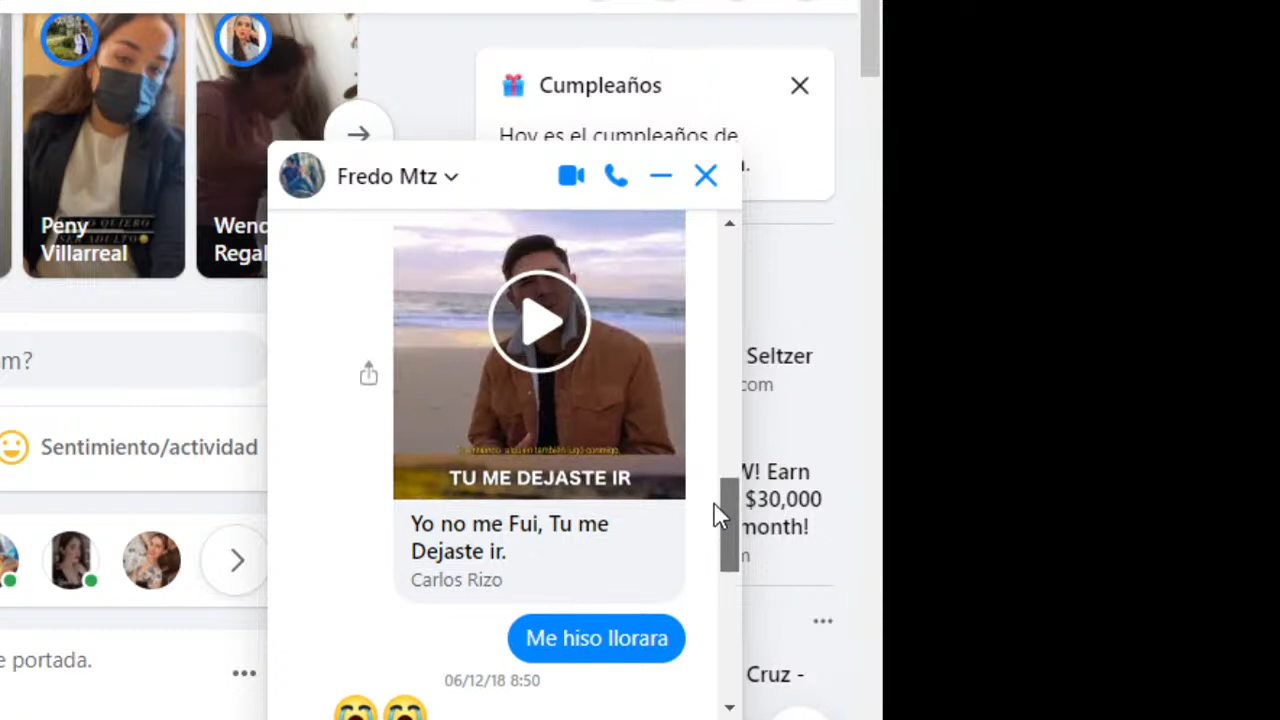 Cumpleaños
Hoy es el cumpleaños de
Fredo Mtz
Peny
Villarreal
Wend
Regal
TU ME DEJASTE IR
Yo no me Fui, Tu me
Dejaste ir.
Carlos Rizo
Me hiso llorara
06/12/18 8:50
m?
Sentimiento/actividad
e portada.
Seltzer
com
W! Earn
$30,000
month!
Cruz -